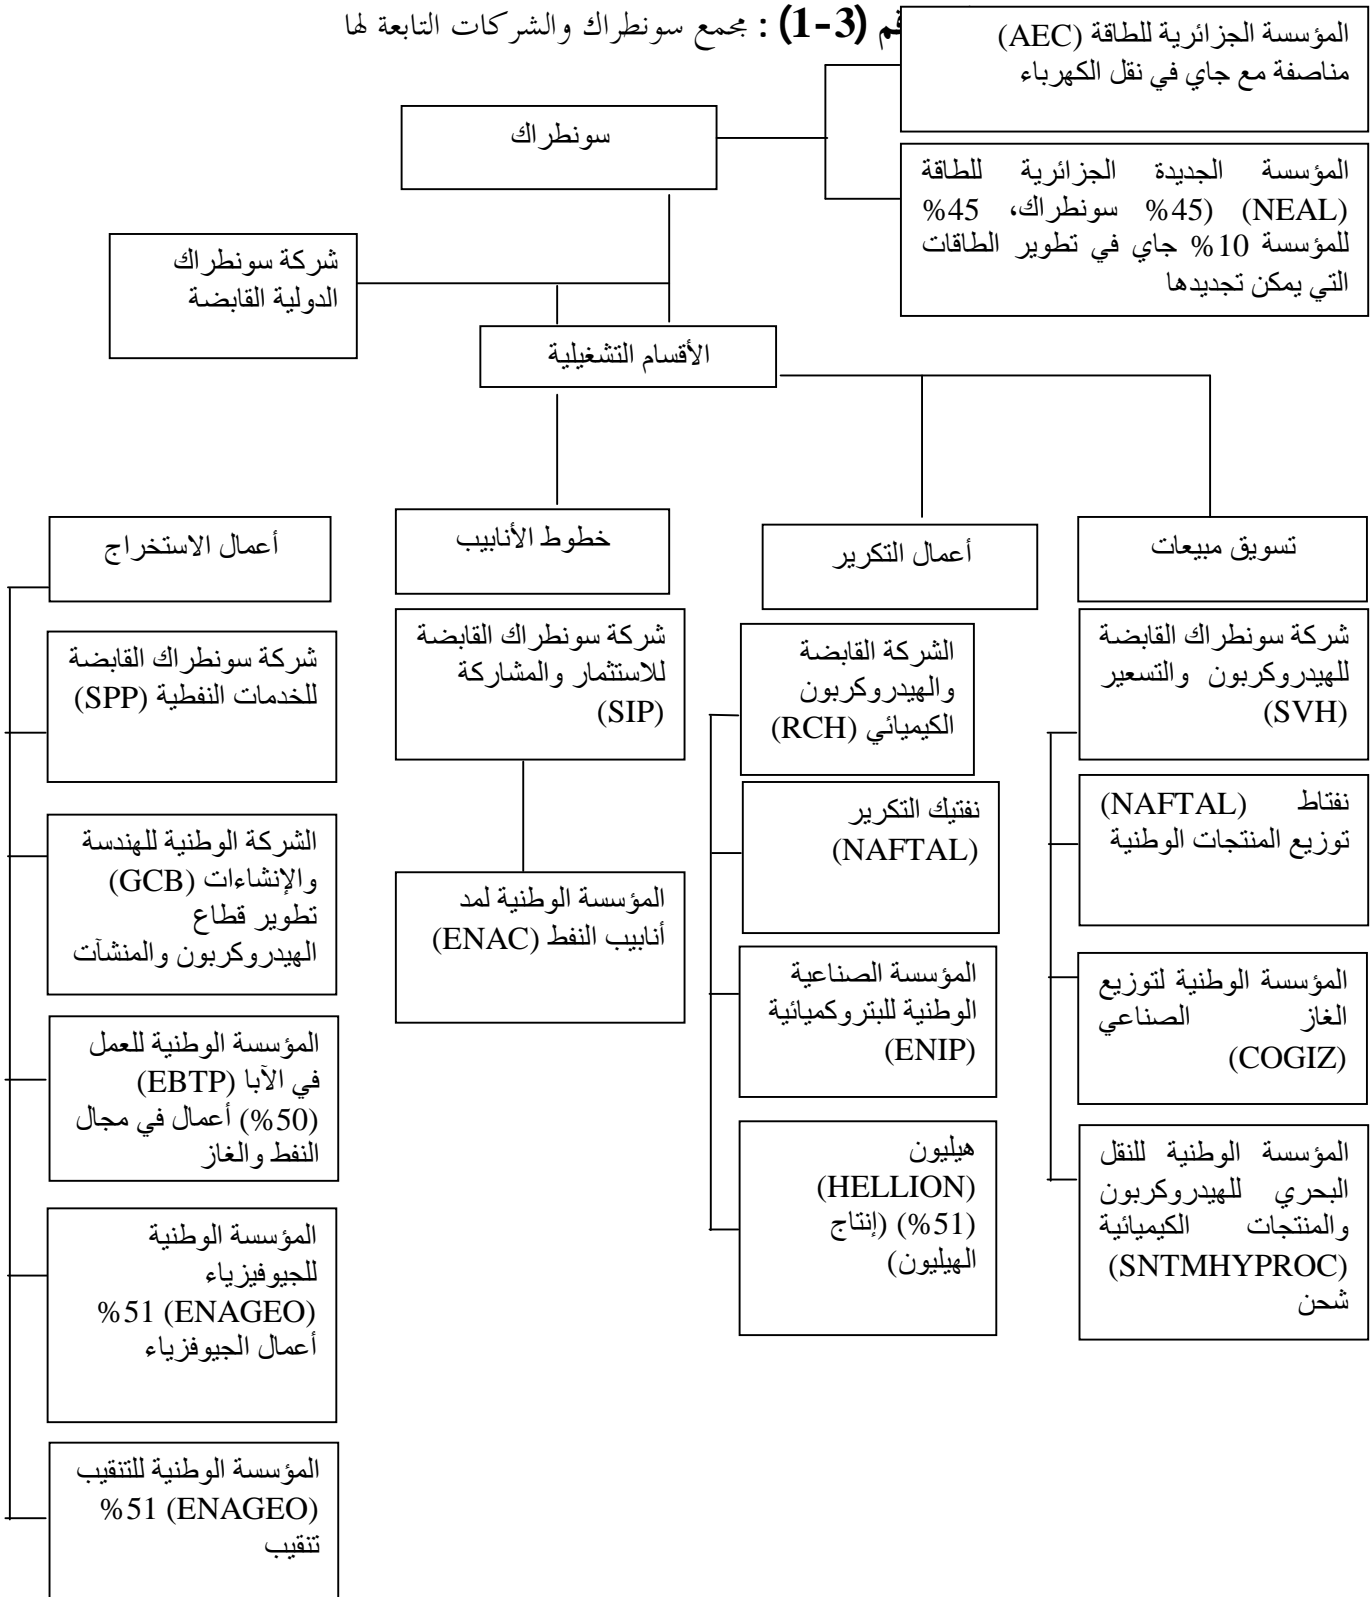 قم (3-1) : مجمع سونطراك والشركات التابعة لها
المؤسسة الجزائرية للطاقة (AEC)
مناصفة مع جاي في نقل الكهرباء
سونطراك
المؤسسة الجديدة الجزائرية للطاقة
(NEAL) (45% سونطراك، 45%
للمؤسسة 10% جاي في تطوير الطاقات
التي يمكن تجديدها
شركة سونطراك
الدولية القابضة
الأقسام التشغيلية
تسويق مبيعات
أعمال التكرير
خطوط الأنابيب
أعمال الاستخراج
شركة سونطراك القابضة
للهيدروكربون والتسعير
(SVH)
نفتاط (NAFTAL)
توزيع المنتجات الوطنية
المؤسسة الوطنية لتوزيع
الغاز الصناعي
(COGIZ)
المؤسسة الوطنية للنقل
البحري للهيدروكربون
والمنتجات الكيميائية
(SNTMHYPROC)
شحن
الشركة القابضة
والهيدروكربون
الكيميائي (RCH)
نفتيك التكرير
(NAFTAL)
المؤسسة الصناعية
الوطنية للبتروكميائية
(ENIP)
هيليون
(HELLION)
(51%) (إنتاج
الهيليون)
شركة سونطراك القابضة
للاستثمار والمشاركة
(SIP)
المؤسسة الوطنية لمد
أنابيب النفط (ENAC)
شركة سونطراك القابضة
للخدمات النفطية (SPP)
الشركة الوطنية للهندسة
والإنشاءات (GCB)
تطوير قطاع
الهيدروكربون والمنشآت
المؤسسة الوطنية للعمل
في الآبا (EBTP)
(50%) أعمال في مجال
النفط والغاز
المؤسسة الوطنية
للجيوفيزياء
(ENAGEO) 51%
أعمال الجيوفزياء
المؤسسة الوطنية للتنقيب
(ENAGEO) 51%
تنقيب